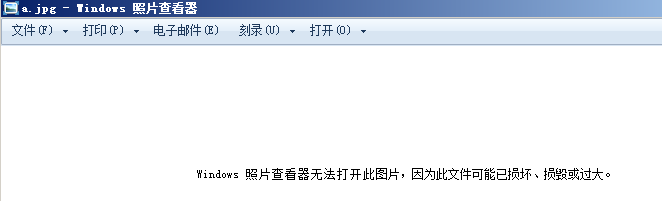 a.jpg - Windows 照片查看器
文件(F) 打印(P) 电子邮件(E) 刻录(U) 打开(O)
Windows 照片查看器无法打开此图片，因为此文件可能已损坏、损毁或过大。